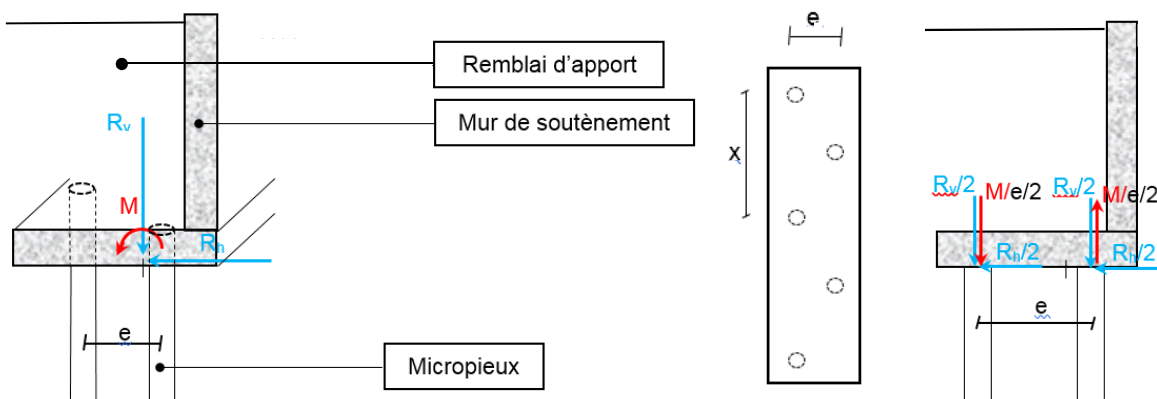 Remblai d'apport
Mur de soutènement
Micropieux
Rv
M
Rh
e
e
x
Rv/2
M/e/2
Rv/2
M/e/2
Rh/2
Rh/2
e